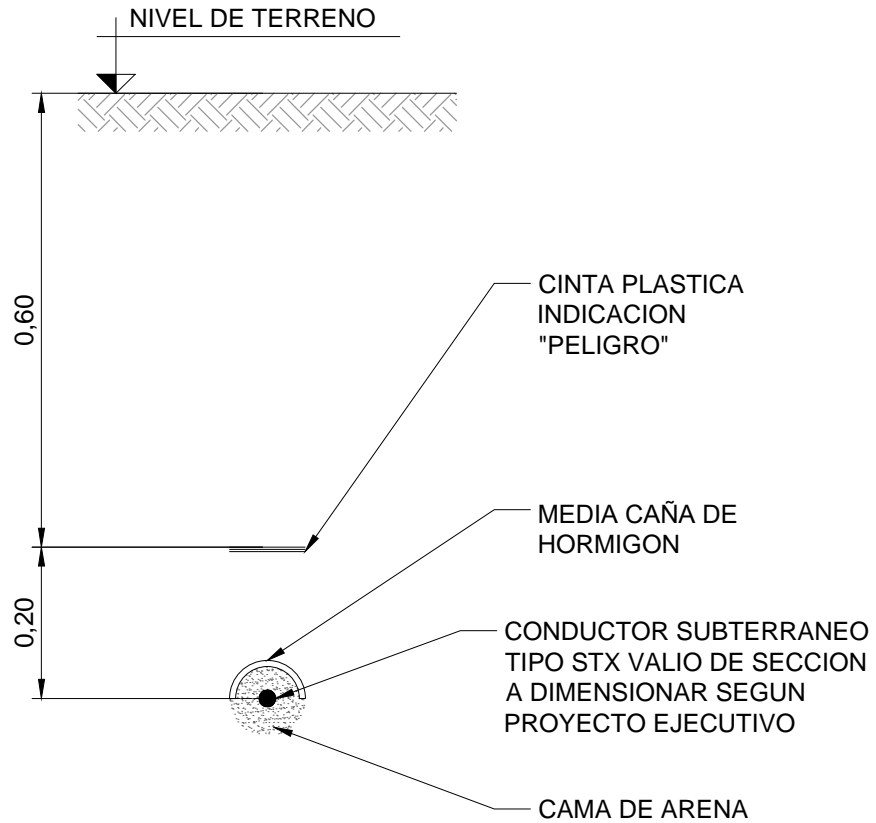 NIVEL DE TERRENO
0,60
CINTA PLASTICA
INDICACION
"PELIGRO"
MEDIA CAÑA DE
HORMIGON
0,20
CONDUCTOR SUBTERRANEO
TIPO STX VALIO DE SECCION
A DIMENSIONAR SEGUN
PROYECTO EJECUTIVO
CAMA DE ARENA